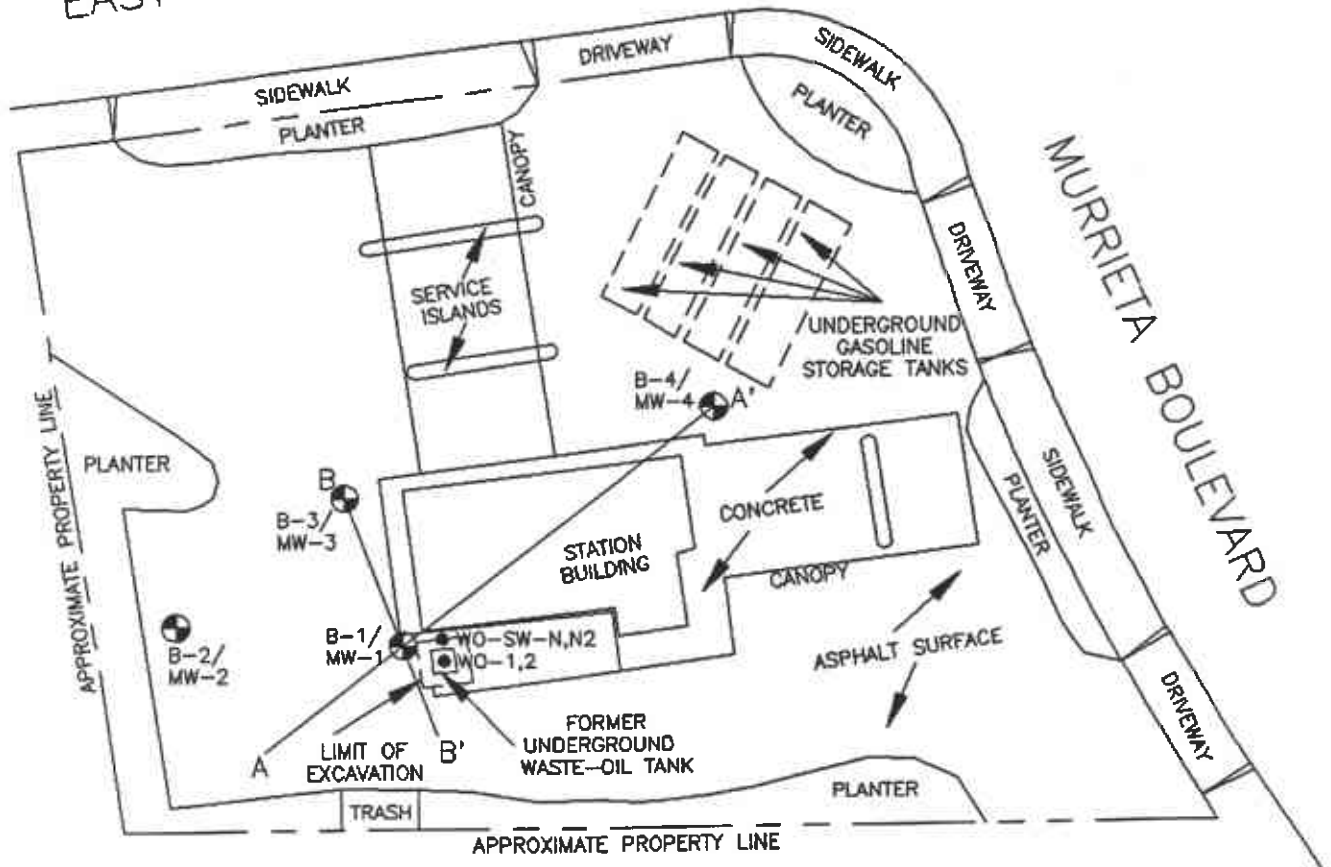 EAST
SIDEWALK
PLANTER
DRIVEWAY
SIDEWALK
PLANTER
CANOPY
MURRIETA BOULEVARD
DRIVEWAY
SERVICE
ISLANDS
UNDERGROUND
GASOLINE
STORAGE TANKS
B-4/
MW-4
A'
APPROXIMATE PROPERTY LINE
PLANTER
B
B-3/
MW-3
CONCRETE
STATION
BUILDING
CANOPY
PLANTER
SIDEWALK
B-2/
MW-2
B-1/
MW-1
WO-SW-N,N2
WO-1,2
ASPHALT SURFACE
DRIVEWAY
A
LIMIT OF
EXCAVATION
B'
FORMER
UNDERGROUND
WASTE-OIL TANK
TRASH
PLANTER
APPROXIMATE PROPERTY LINE